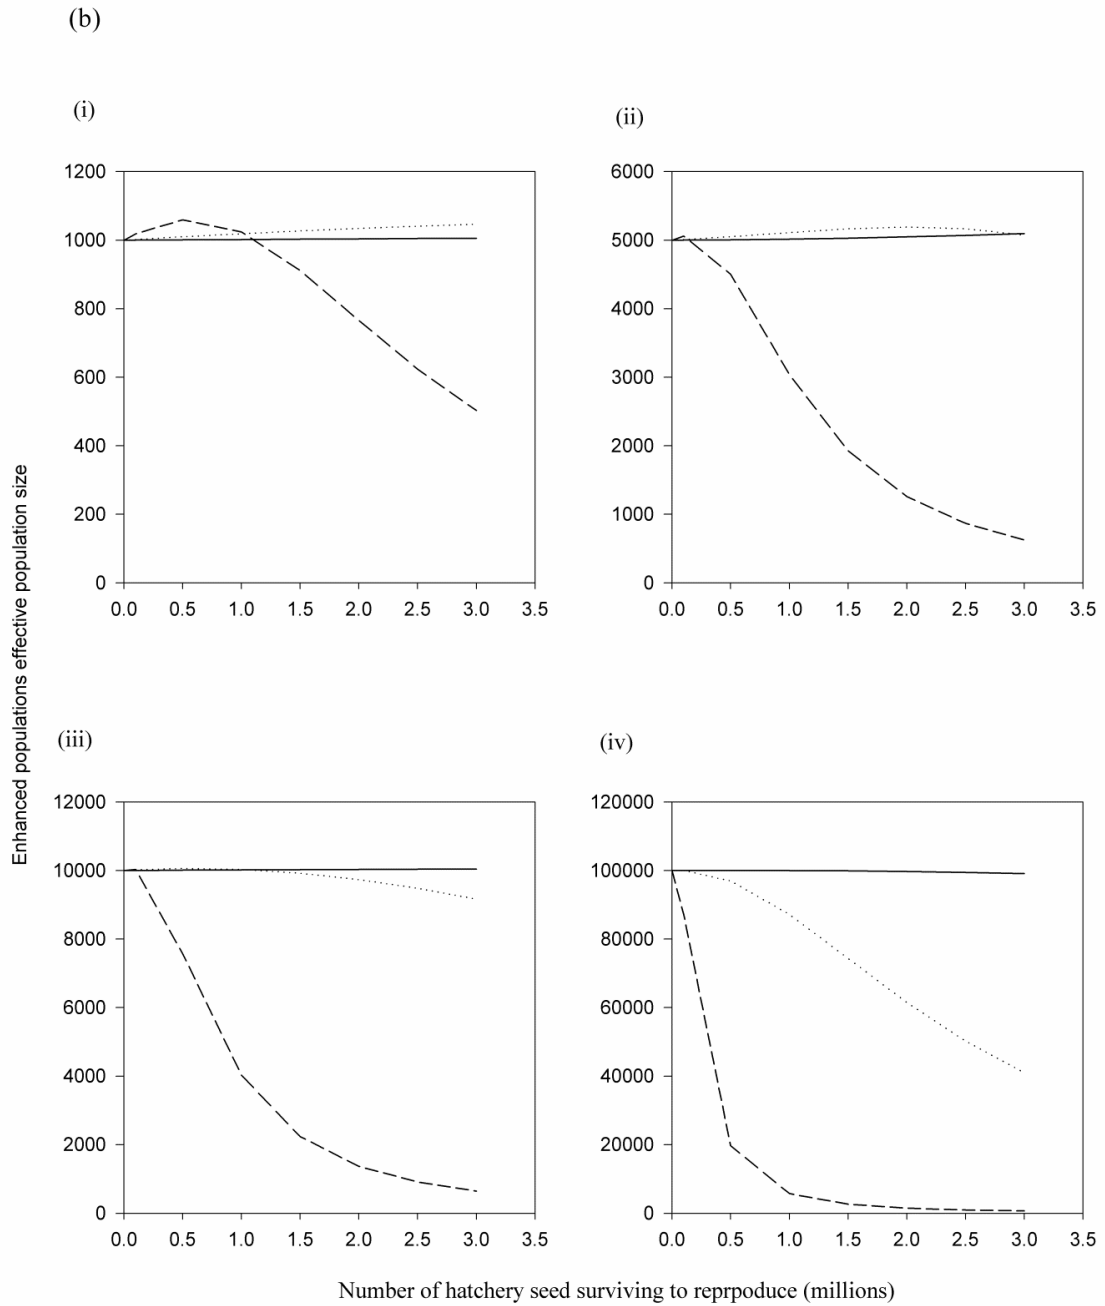 (b)
(i)
(ii)
1200
1000
800
600
400
200
0
0.0 0.5 1.0 1.5 2.0 2.5 3.0 3.5
6000
5000
4000
3000
2000
1000
0
0.0 0.5 1.0 1.5 2.0 2.5 3.0 3.5
Enhanced populations effective population size
(iii)
(iv)
12000
10000
8000
6000
4000
2000
0
0.0 0.5 1.0 1.5 2.0 2.5 3.0 3.5
120000
100000
80000
60000
40000
20000
0
0.0 0.5 1.0 1.5 2.0 2.5 3.0 3.5
Number of hatchery seed surviving to reprpoduce (millions)